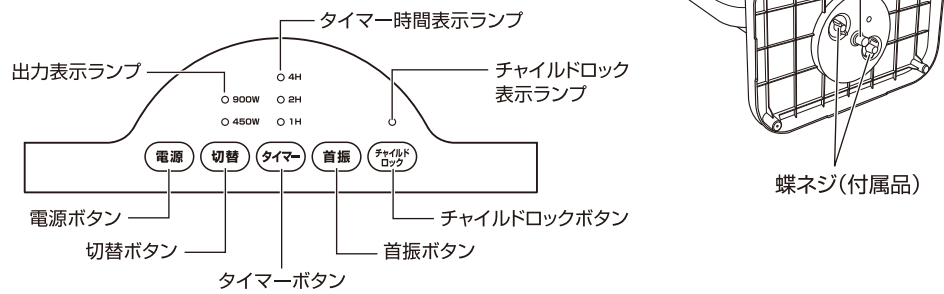 タイマー時間表示ランプ
出力表示ランプ
チャイルドロック
表示ランプ
4H
900W 2H
450W 1H
電源 切替 タイマー 首振 チャイルド
ロック
蝶ネジ（付属品）
電源ボタン
チャイルドロックボタン
切替ボタン
首振ボタン
タイマーボタン